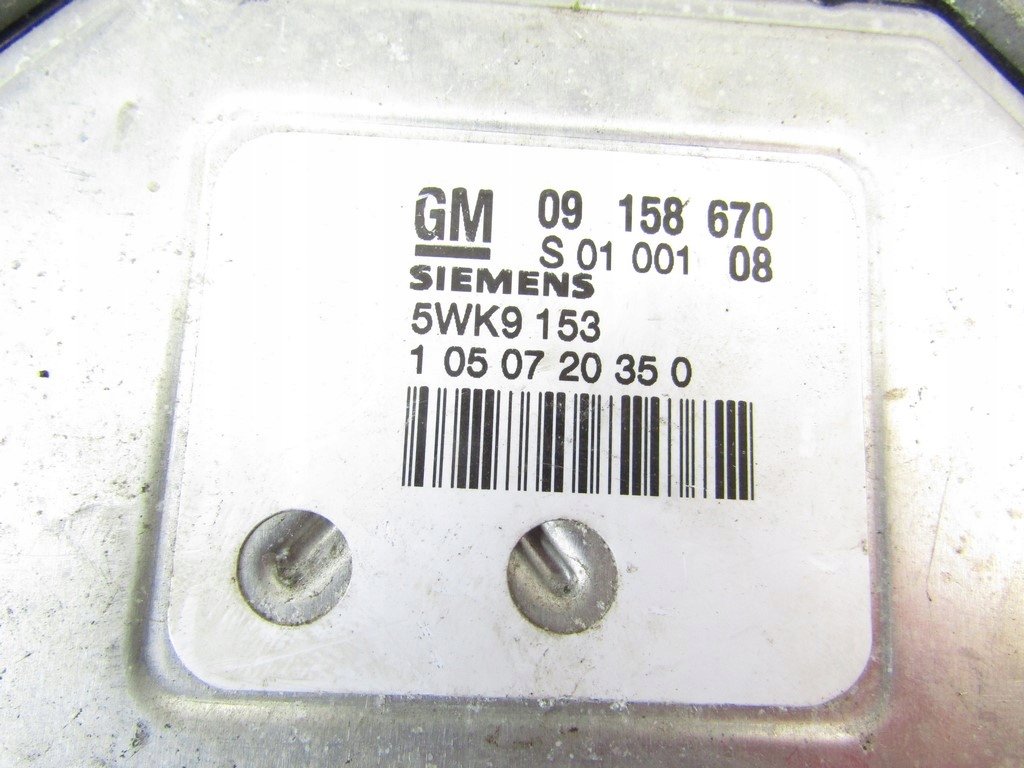 GM 09 158 670
S 01 001 08
SIEMENS
5WK9 153
1 05 07 20 35 0